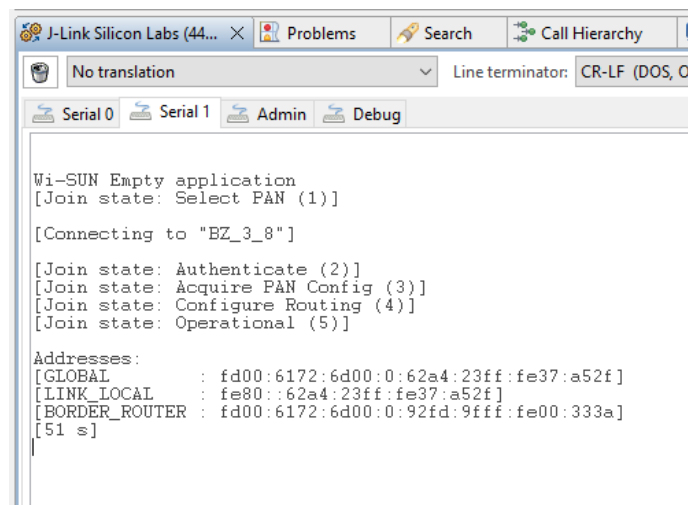 J-Link Silicon Labs (44... Problems Search Call Hierarchy
No translation Line terminator: CR-LF (DOS, O
Serial 0 Serial 1 Admin Debug
Wi-SUN Empty application
[Join state: Select PAN (1)]
[Connecting to "BZ_3_8"]
[Join state: Authenticate (2)]
[Join state: Acquire PAN Config (3)]
[Join state: Configure Routing (4)]
[Join state: Operational (5)]
Addresses:
[GLOBAL : fd00:6172:6d00:0:62a4:23ff:fe37:a52f]
[LINK_LOCAL : fe80::62a4:23ff:fe37:a52f]
[BORDER_ROUTER : fd00:6172:6d00:0:92fd:9fff:fe00:333a]
[51 s]